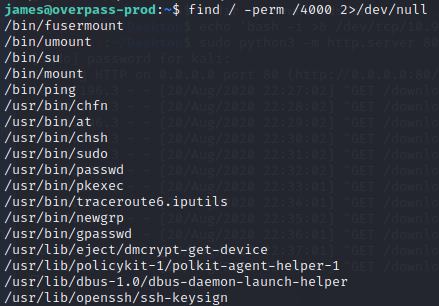 james@overpass-prod:~$ find / -perm /4000 2>/dev/null
/bin/fusermount
/bin/umount
/bin/su
/bin/mount
/bin/ping
/usr/bin/chfn
/usr/bin/at
/usr/bin/chsh
/usr/bin/sudo
/usr/bin/passwd
/usr/bin/pkexec
/usr/bin/traceroute6.iputils
/usr/bin/newgrp
/usr/bin/gpasswd
/usr/lib/eject/dmcrypt-get-device
/usr/lib/policykit-1/polkit-agent-helper-1
/usr/lib/dbus-1.0/dbus-daemon-launch-helper
/usr/lib/openssh/ssh-keysign